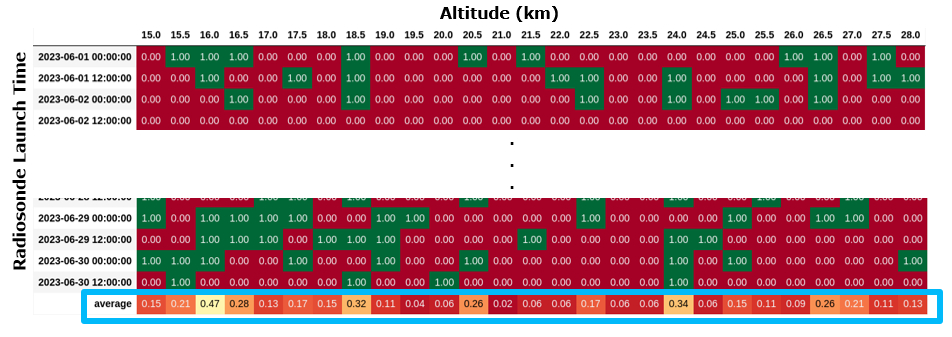 Altitude (km)
15.0 15.5 16.0 16.5 17.0 17.5 18.0 18.5 19.0 19.5 20.0 20.5 21.0 21.5 22.0 22.5 23.0 23.5 24.0 24.5 25.0 25.5 26.0 26.5 27.0 27.5 28.0
Radiosonde Launch Time
2023-06-01 00:00:00 0.00 1.00 1.00 1.00 0.00 0.00 0.00 1.00 0.00 0.00 0.00 1.00 0.00 1.00 0.00 0.00 0.00 0.00 0.00 0.00 0.00 0.00 1.00 1.00 0.00 1.00 0.00
2023-06-01 12:00:00 0.00 0.00 1.00 0.00 0.00 1.00 0.00 1.00 0.00 0.00 0.00 0.00 0.00 0.00 1.00 1.00 0.00 0.00 1.00 0.00 0.00 0.00 0.00 1.00 0.00 1.00 1.00
2023-06-02 00:00:00 0.00 0.00 0.00 1.00 0.00 0.00 0.00 1.00 0.00 0.00 0.00 0.00 0.00 0.00 0.00 1.00 0.00 0.00 1.00 0.00 1.00 1.00 0.00 1.00 0.00 0.00 0.00
2023-06-02 12:00:00 0.00 0.00 0.00 0.00 0.00 0.00 0.00 0.00 0.00 0.00 0.00 0.00 0.00 0.00 0.00 0.00 0.00 0.00 0.00 0.00 0.00 0.00 0.00 0.00 0.00 0.00 0.00
.
.
.
2023-06-29 00:00:00 1.00 0.00 1.00 1.00 1.00 1.00 0.00 0.00 1.00 1.00 0.00 0.00 0.00 0.00 0.00 1.00 0.00 0.00 0.00 0.00 1.00 0.00 0.00 1.00 1.00 0.00 0.00
2023-06-29 12:00:00 0.00 0.00 1.00 1.00 1.00 0.00 1.00 1.00 1.00 0.00 0.00 0.00 0.00 1.00 0.00 0.00 0.00 0.00 1.00 1.00 0.00 0.00 0.00 0.00 0.00 0.00 0.00
2023-06-30 00:00:00 1.00 1.00 1.00 0.00 0.00 1.00 0.00 0.00 1.00 0.00 0.00 1.00 0.00 0.00 0.00 0.00 0.00 0.00 1.00 0.00 1.00 0.00 0.00 0.00 0.00 0.00 1.00
2023-06-30 12:00:00 0.00 1.00 0.00 0.00 0.00 0.00 0.00 1.00 0.00 0.00 1.00 0.00 0.00 0.00 0.00 0.00 0.00 0.00 1.00 0.00 0.00 0.00 0.00 0.00 0.00 0.00 0.00
average 0.15 0.21 0.47 0.28 0.13 0.17 0.15 0.32 0.11 0.04 0.06 0.26 0.02 0.06 0.06 0.17 0.06 0.06 0.34 0.06 0.15 0.11 0.09 0.26 0.21 0.11 0.13